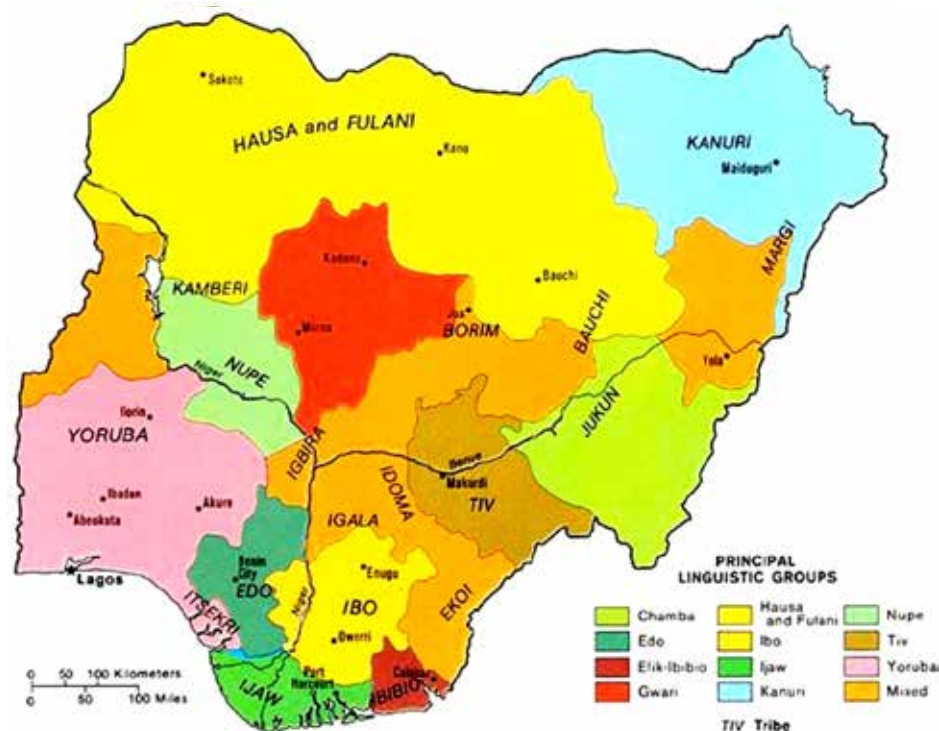 Sokoto
HAUSA and FULANI
Kano
KANURI
Maiduguri
MARGI
Kaduna
Bauchi
BAUCHI
KAMBERI
Minna
Jos
BORIM
Yola
Niger
NUPE
JUKUN
Ilorin
YORUBA
IGBIRA
IDOMA
Benue
Makurdi
TIV
Ibadan
Abeokuta
Akure
IGALA
Lagos
Benin
City
EDO
Enugu
IBO
Niger
EKOI
ITSEKRI
Owerri
IJAW
Port
Harcourt
Calabar
IBIBIO
0 50 100 Kilometers
0 50 100 Miles
PRINCIPAL
LINGUISTIC GROUPS
Chamba
Edo
Efik-Ibibio
Gwari
Hausa
and Fulani
Ibo
Ijaw
Kanuri
Nupe
Tiv
Yorubar
Mixed
TIV Tribe